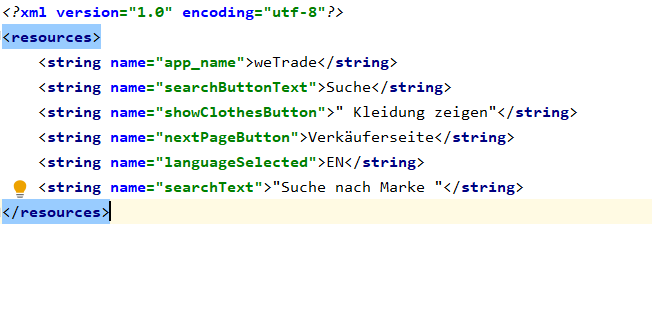 <?xml version="1.0" encoding="utf-8"?>
<resources>
    <string name="app_name">weTrade</string>
    <string name="searchButtonText">Suche</string>
    <string name="showClothesButton">" Kleidung zeigen"</string>
    <string name="nextPageButton">Verkäuferseite</string>
    <string name="languageSelected">EN</string>
    <string name="searchText">"Suche nach Marke "</string>
</resources>